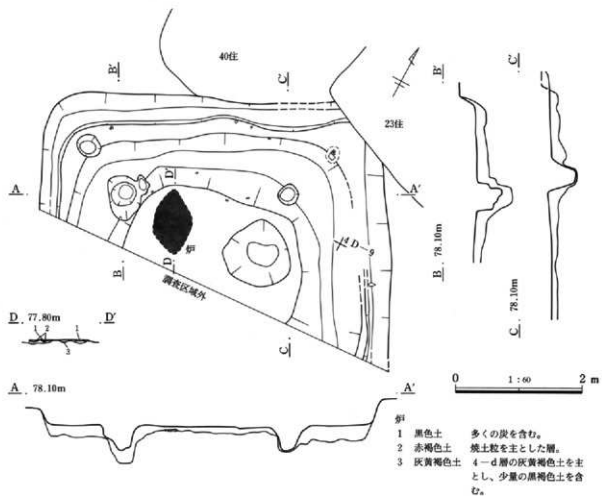 40住
23住
B'
C'
A
A'
D'
炉
D
4D-9
B
調査区域外
C
B'
C'
B 78.10m
C 78.10m
D 77.80m D'
1 2 1
3
A 78.10m A'
0 1:60 2 m
炉
1 黒色土 多くの炭を含む。
2 赤褐色土 焼土粒を主とした層。
3 灰黄褐色土 4-d層の灰黄褐色土を主
とし、少量の黒褐色土を含
む。